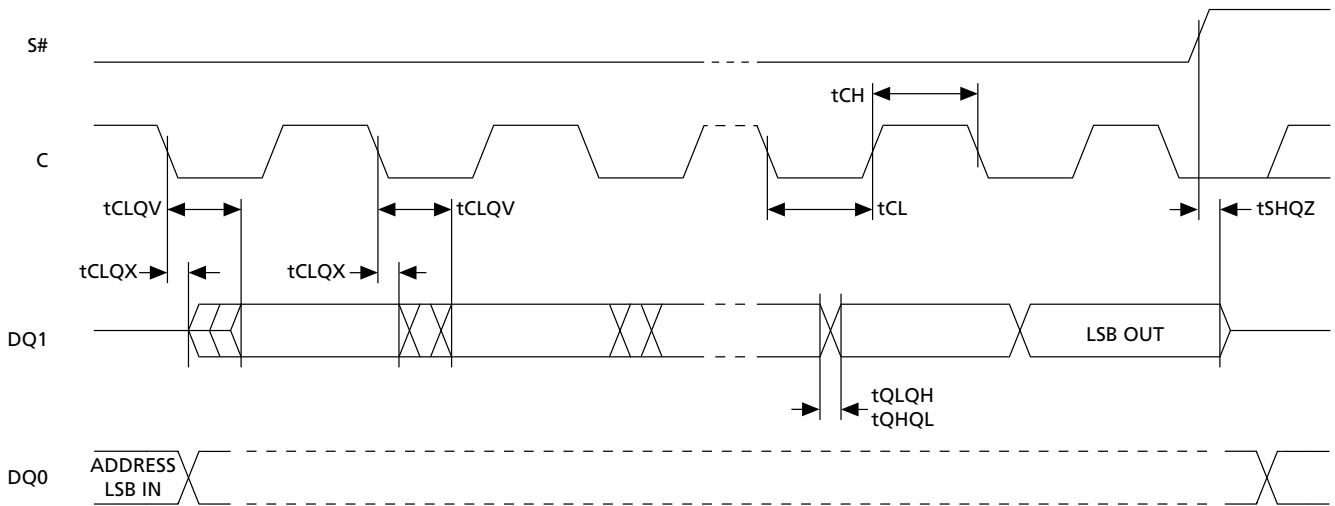 S#
tCH
C
tCLQV
tCLQV
tCL
tSHQZ
tCLQX
tCLQX
DQ1
LSB OUT
tQLQH
tQHQL
DQ0
ADDRESS
LSB IN